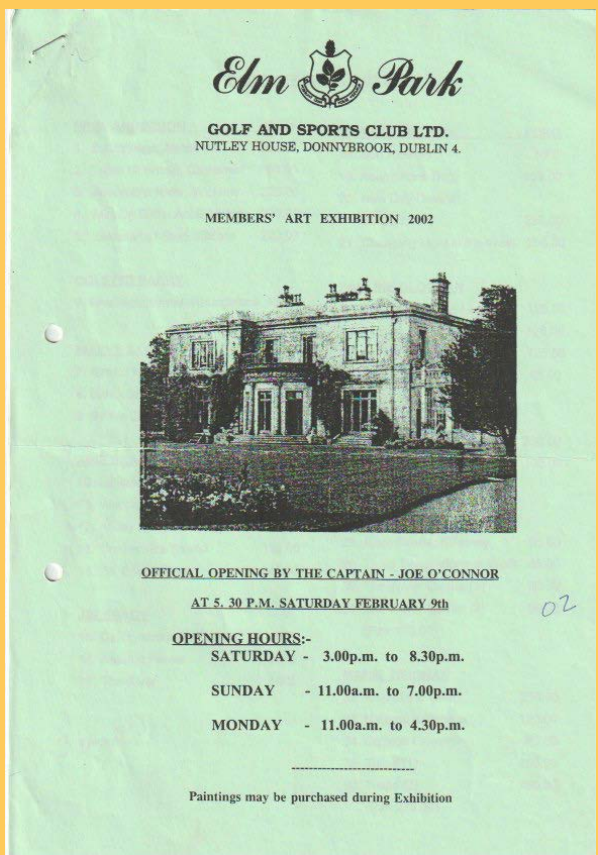 Elm Park
GOLF AND SPORTS CLUB LTD.
NUTLEY HOUSE, DONNYBROOK, DUBLIN 4.
MEMBERS' ART EXHIBITION 2002
OFFICIAL OPENING BY THE CAPTAIN - JOE O'CONNOR
AT 5. 30 P.M. SATURDAY FEBRUARY 9th
02
OPENING HOURS:-
SATURDAY - 3.00p.m. to 8.30p.m.
SUNDAY - 11.00a.m. to 7.00p.m.
MONDAY - 11.00a.m. to 4.30p.m.
Paintings may be purchased during Exhibition